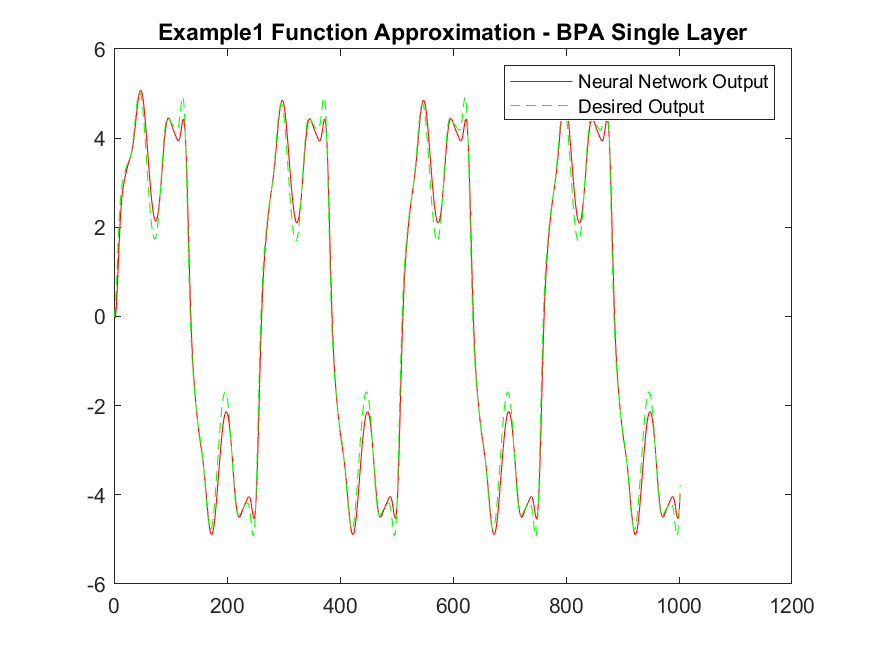 Example1 Function Approximation - BPA Single Layer
Neural Network Output
Desired Output
6
4
2
0
-2
-4
-6
0 200 400 600 800 1000 1200